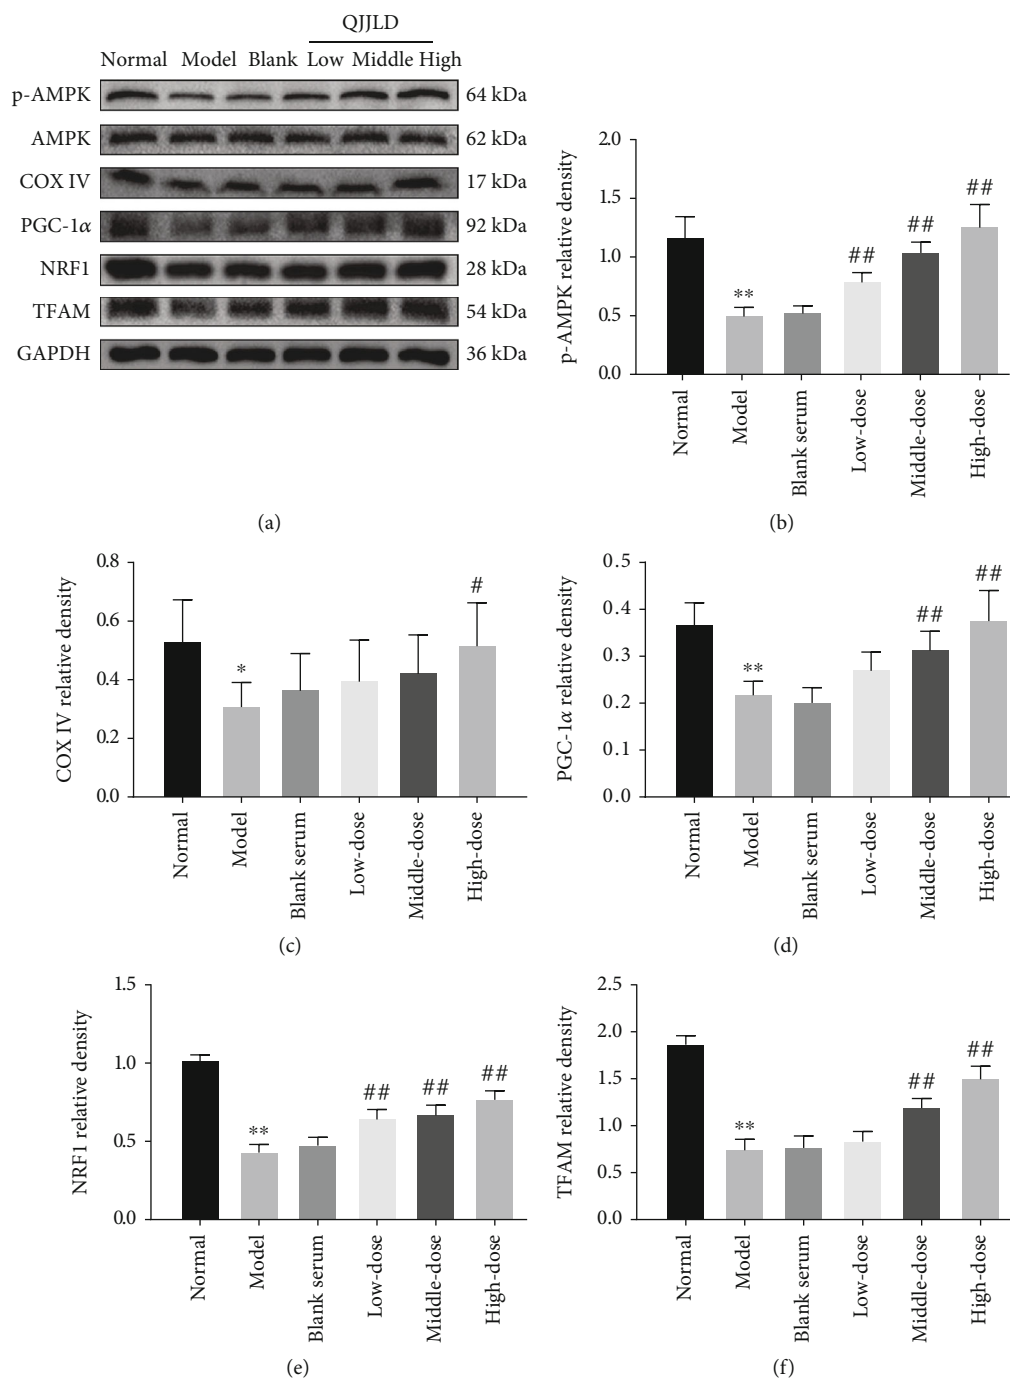 QJJLD
Normal Model Blank Low Middle High
p-AMPK 64 kDa
AMPK 62 kDa
COX IV 17 kDa
PGC-1α 92 kDa
NRF1 28 kDa
TFAM 54 kDa
GAPDH 36 kDa
(a)
p-AMPK relative density
2.0
1.5
1.0
0.5
0.0
**
##
##
##
Normal
Model
Blank serum
Low-dose
Middle-dose
High-dose
(b)
COX IV relative density
0.8
0.6
0.4
0.2
0.0
*
#
Normal
Model
Blank serum
Low-dose
Middle-dose
High-dose
(c)
PGC-1α relative density
0.5
0.4
0.3
0.2
0.1
0.0
**
##
##
Normal
Model
Blank serum
Low-dose
Middle-dose
High-dose
(d)
NRF1 relative density
1.5
1.0
0.5
0.0
**
##
##
##
Normal
Model
Blank serum
Low-dose
Middle-dose
High-dose
(e)
TFAM relative density
2.5
2.0
1.5
1.0
0.5
0.0
**
##
##
Normal
Model
Blank serum
Low-dose
Middle-dose
High-dose
(f)